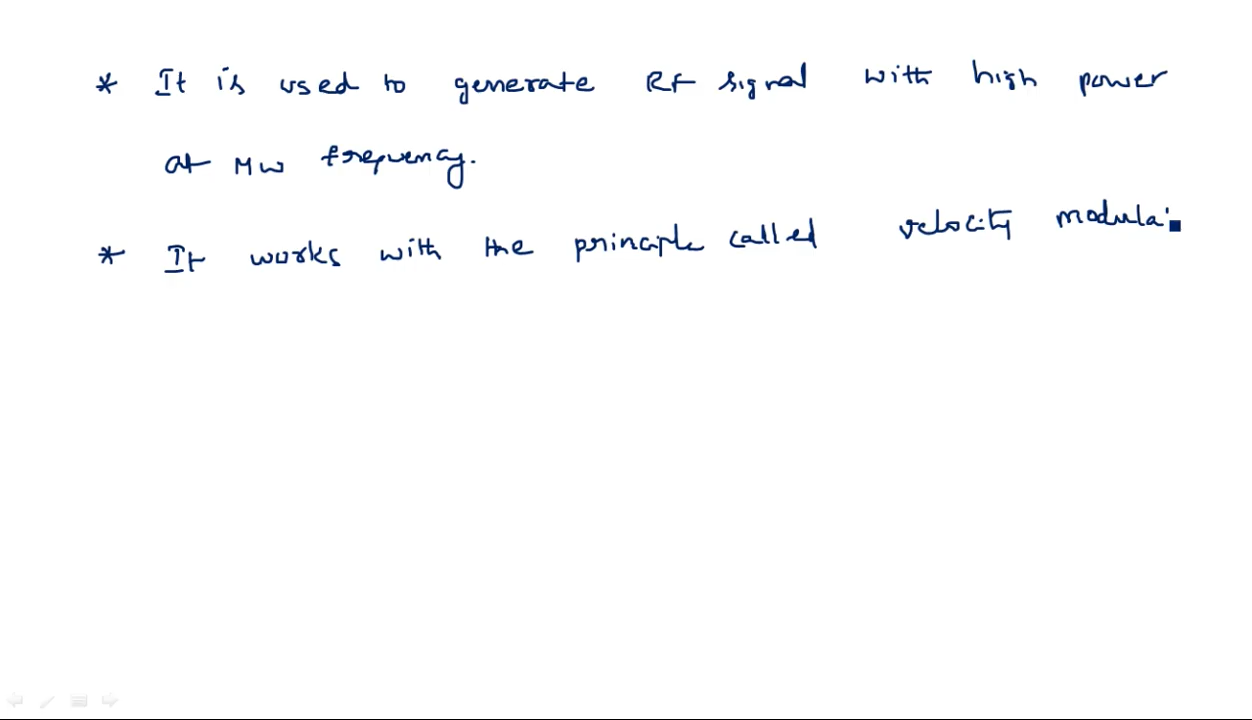 * It is used to generate RF signal with high power
at MW frequency.
* It works with the principle called velocity modula